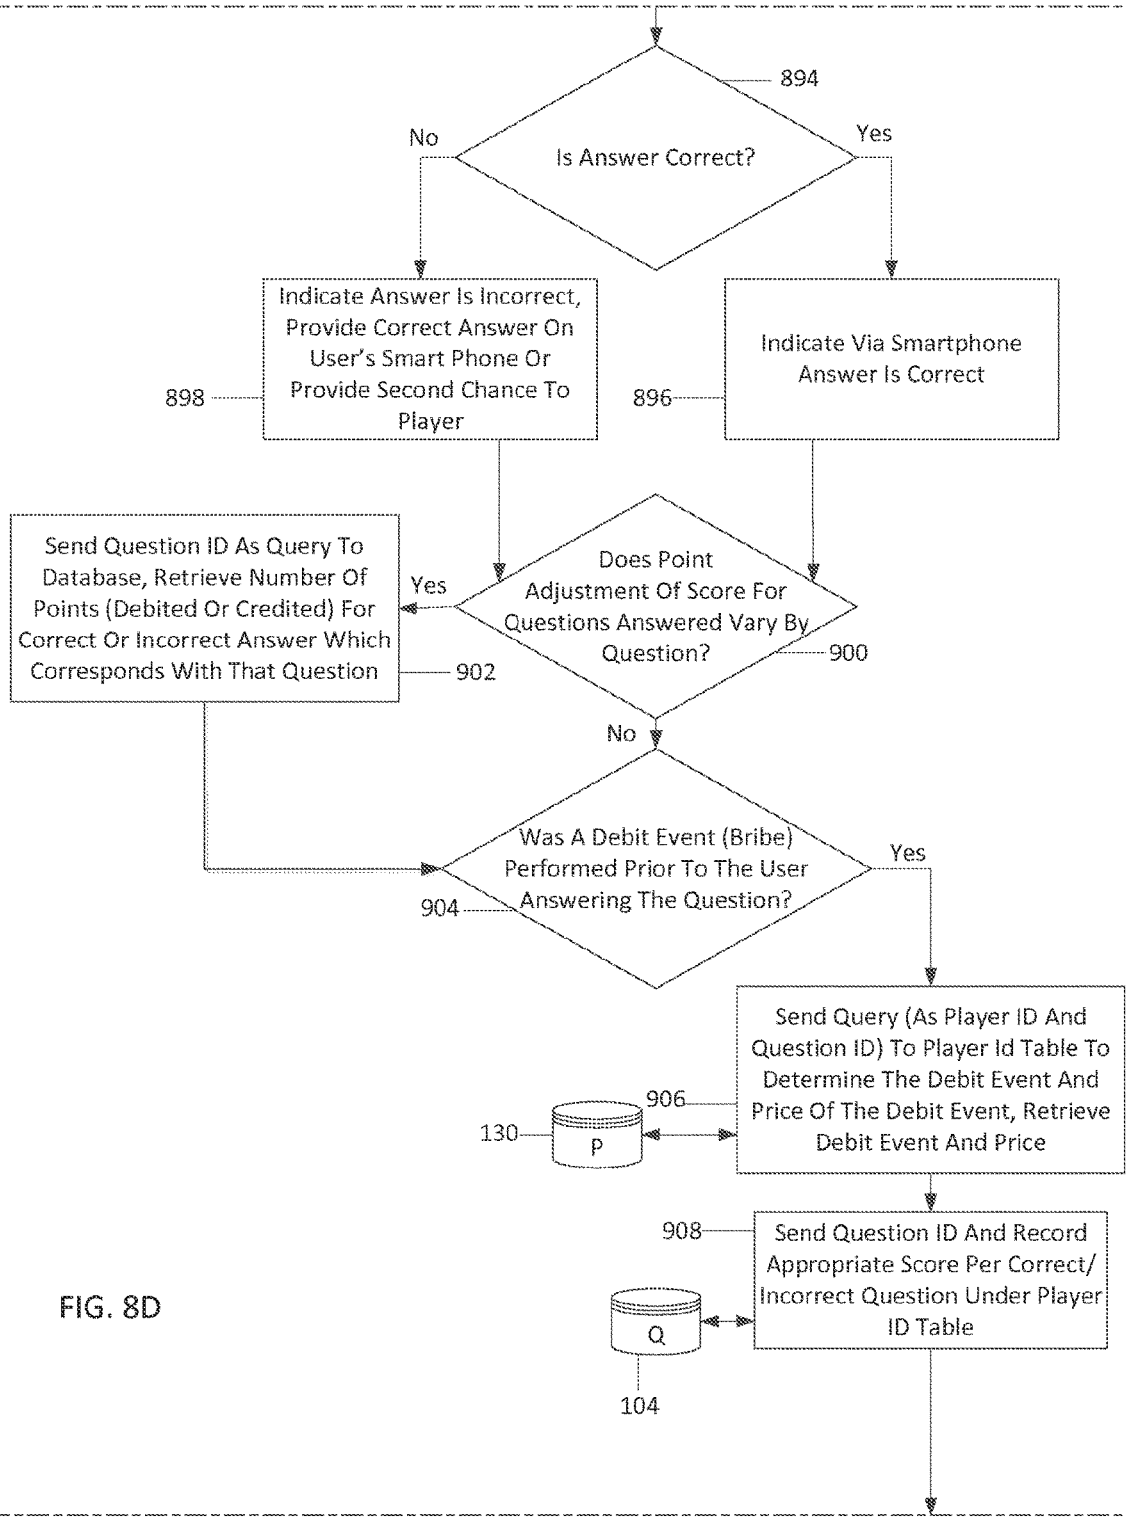 894
No
Yes
Is Answer Correct?
Indicate Answer Is Incorrect,
Provide Correct Answer On
User's Smart Phone Or
Provide Second Chance To
Player
898
Indicate Via Smartphone
Answer Is Correct
896
Send Question ID As Query To
Database, Retrieve Number Of
Points (Debited Or Credited) For
Correct Or Incorrect Answer Which
Corresponds With That Question
902
Yes
Does Point
Adjustment Of Score For
Questions Answered Vary By
Question?
900
No
Was A Debit Event (Bribe)
Performed Prior To The User
Answering The Question?
904
Yes
Send Query (As Player ID And
Question ID) To Player Id Table To
Determine The Debit Event And
Price Of The Debit Event, Retrieve
Debit Event And Price
906
130
P
908
Send Question ID And Record
Appropriate Score Per Correct/
Incorrect Question Under Player
ID Table
FIG. 8D
Q
104